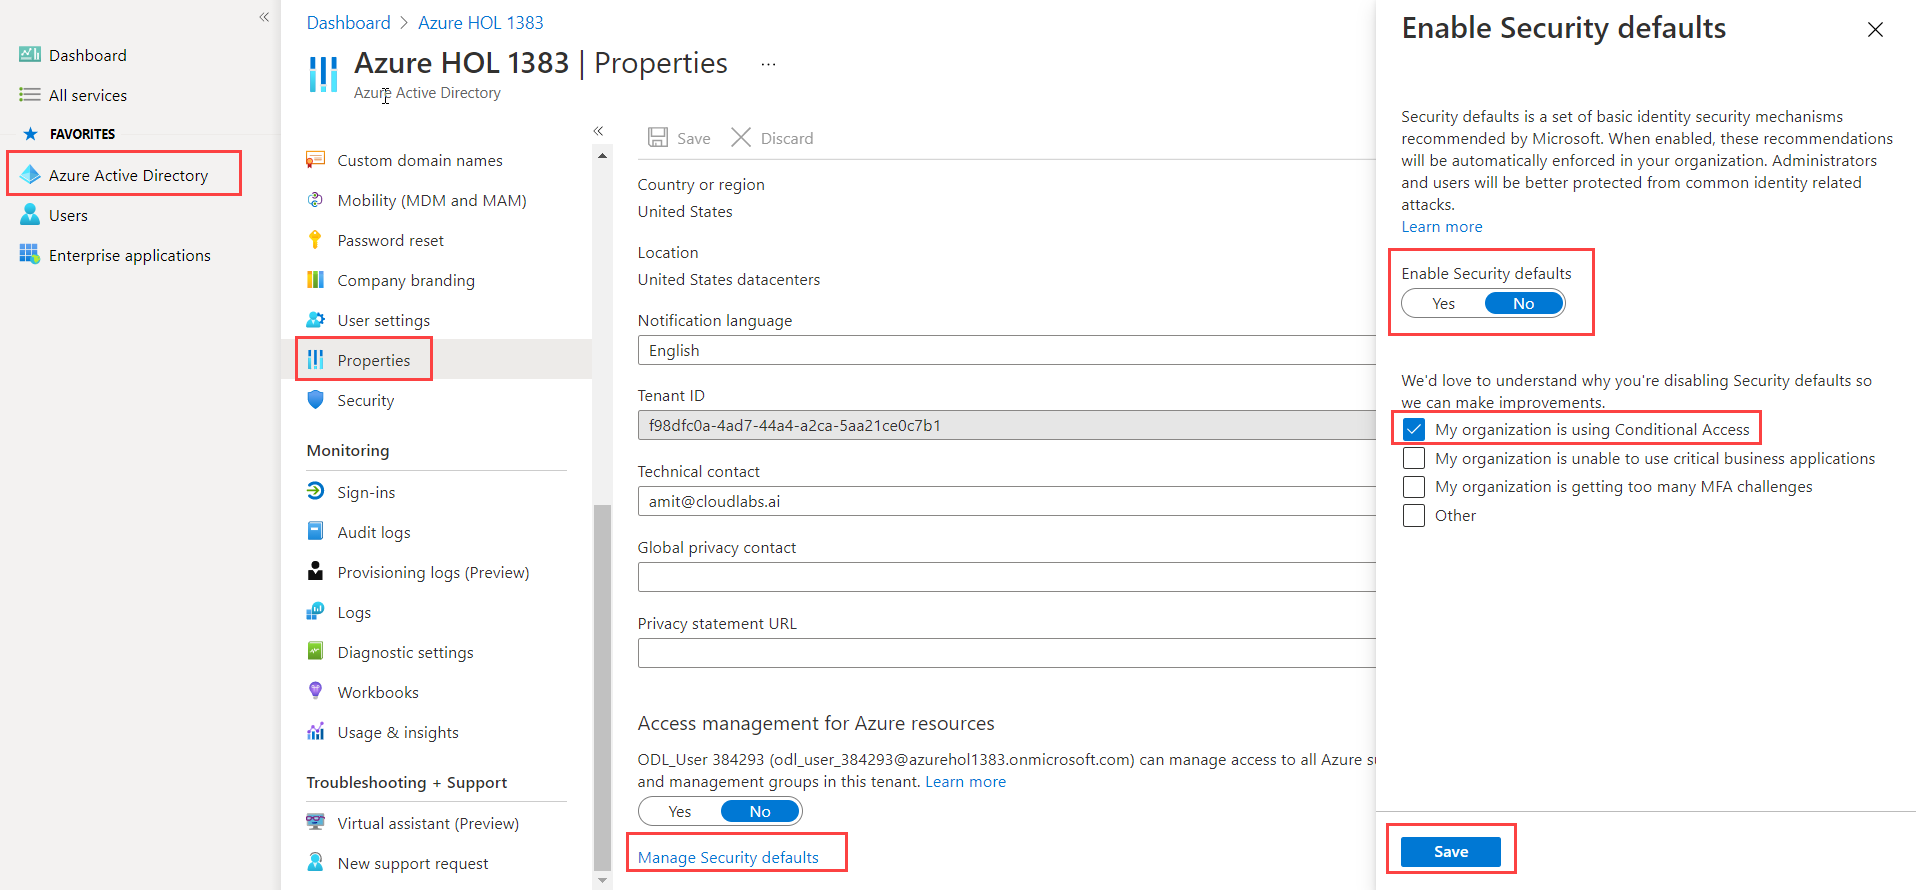 Dashboard
All services
FAVORITES
Azure Active Directory
Users
Enterprise applications
Dashboard > Azure HOL 1383
Azure HOL 1383 | Properties ...
Azure Active Directory
Custom domain names
Mobility (MDM and MAM)
Password reset
Company branding
User settings
Properties
Security
Monitoring
Sign-ins
Audit logs
Provisioning logs (Preview)
Logs
Diagnostic settings
Workbooks
Usage & insights
Troubleshooting + Support
Virtual assistant (Preview)
New support request
Save Discard
Country or region
United States
Location
United States datacenters
Notification language
English
Tenant ID
f98dfc0a-4ad7-44a4-a2ca-5aa21ce0c7b1
Technical contact
amit@cloudlabs.ai
Global privacy contact
Privacy statement URL
Access management for Azure resources
ODL_User 384293 (odl_user_384293@azurehol1383.onmicrosoft.com) can manage access to all Azure su
and management groups in this tenant. Learn more
Yes No
Manage Security defaults
Enable Security defaults
Security defaults is a set of basic identity security mechanisms
recommended by Microsoft. When enabled, these recommendations
will be automatically enforced in your organization. Administrators
and users will be better protected from common identity related
attacks.
Learn more
Enable Security defaults
Yes No
We'd love to understand why you're disabling Security defaults so
we can make improvements.
My organization is using Conditional Access
My organization is unable to use critical business applications
My organization is getting too many MFA challenges
Other
Save